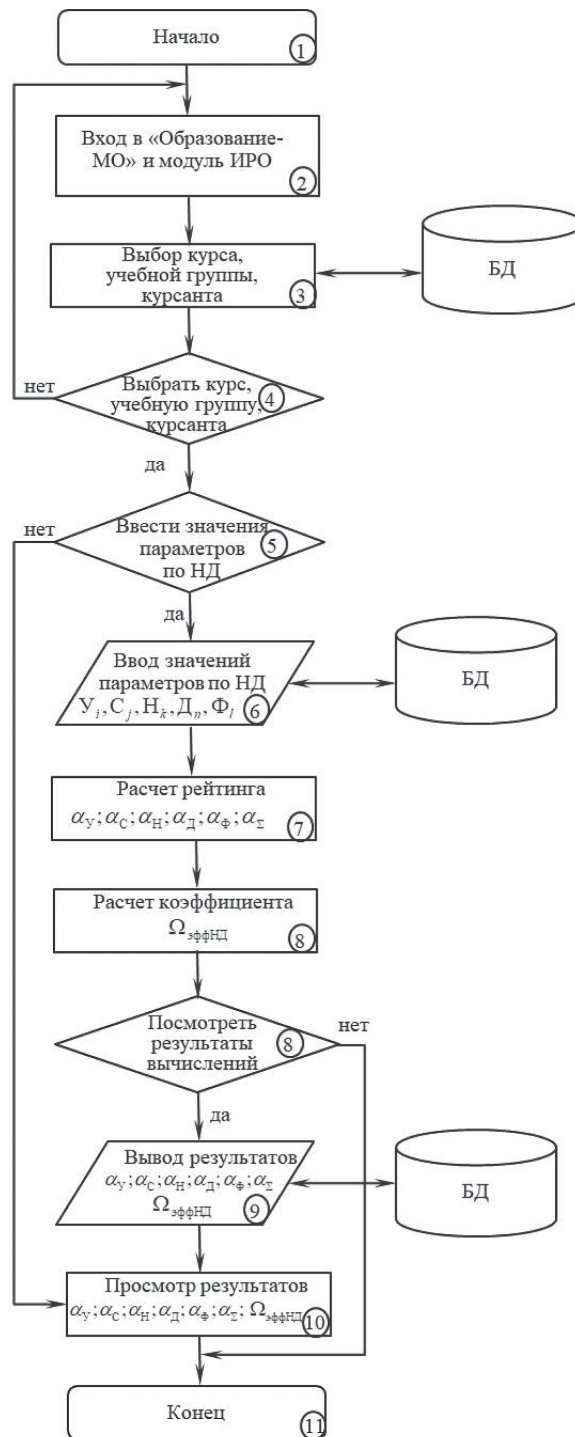 Начало
1
Вход в «Образование-
МО» и модуль ИРО
2
Выбор курса,
учебной группы,
курсанта
3
БД
нет
Выбрать курс,
учебную группу,
курсанта
4
да
нет
Ввести значения
параметров
по НД
5
да
Ввод значений
параметров по НД
У_i, С_j, Н_k, Д_n, Ф_l
6
БД
Расчет рейтинга
α_У; α_С; α_Н; α_Д; α_Ф; α_Σ
7
Расчет коэффициента
Ω_эффНД
8
Посмотреть
результаты
вычислений
8
нет
да
Вывод результатов
α_У; α_С; α_Н; α_Д; α_Ф; α_Σ
Ω_эффНД
9
БД
Просмотр результатов
α_У; α_С; α_Н; α_Д; α_Ф; α_Σ; Ω_эффНД
10
Конец
11